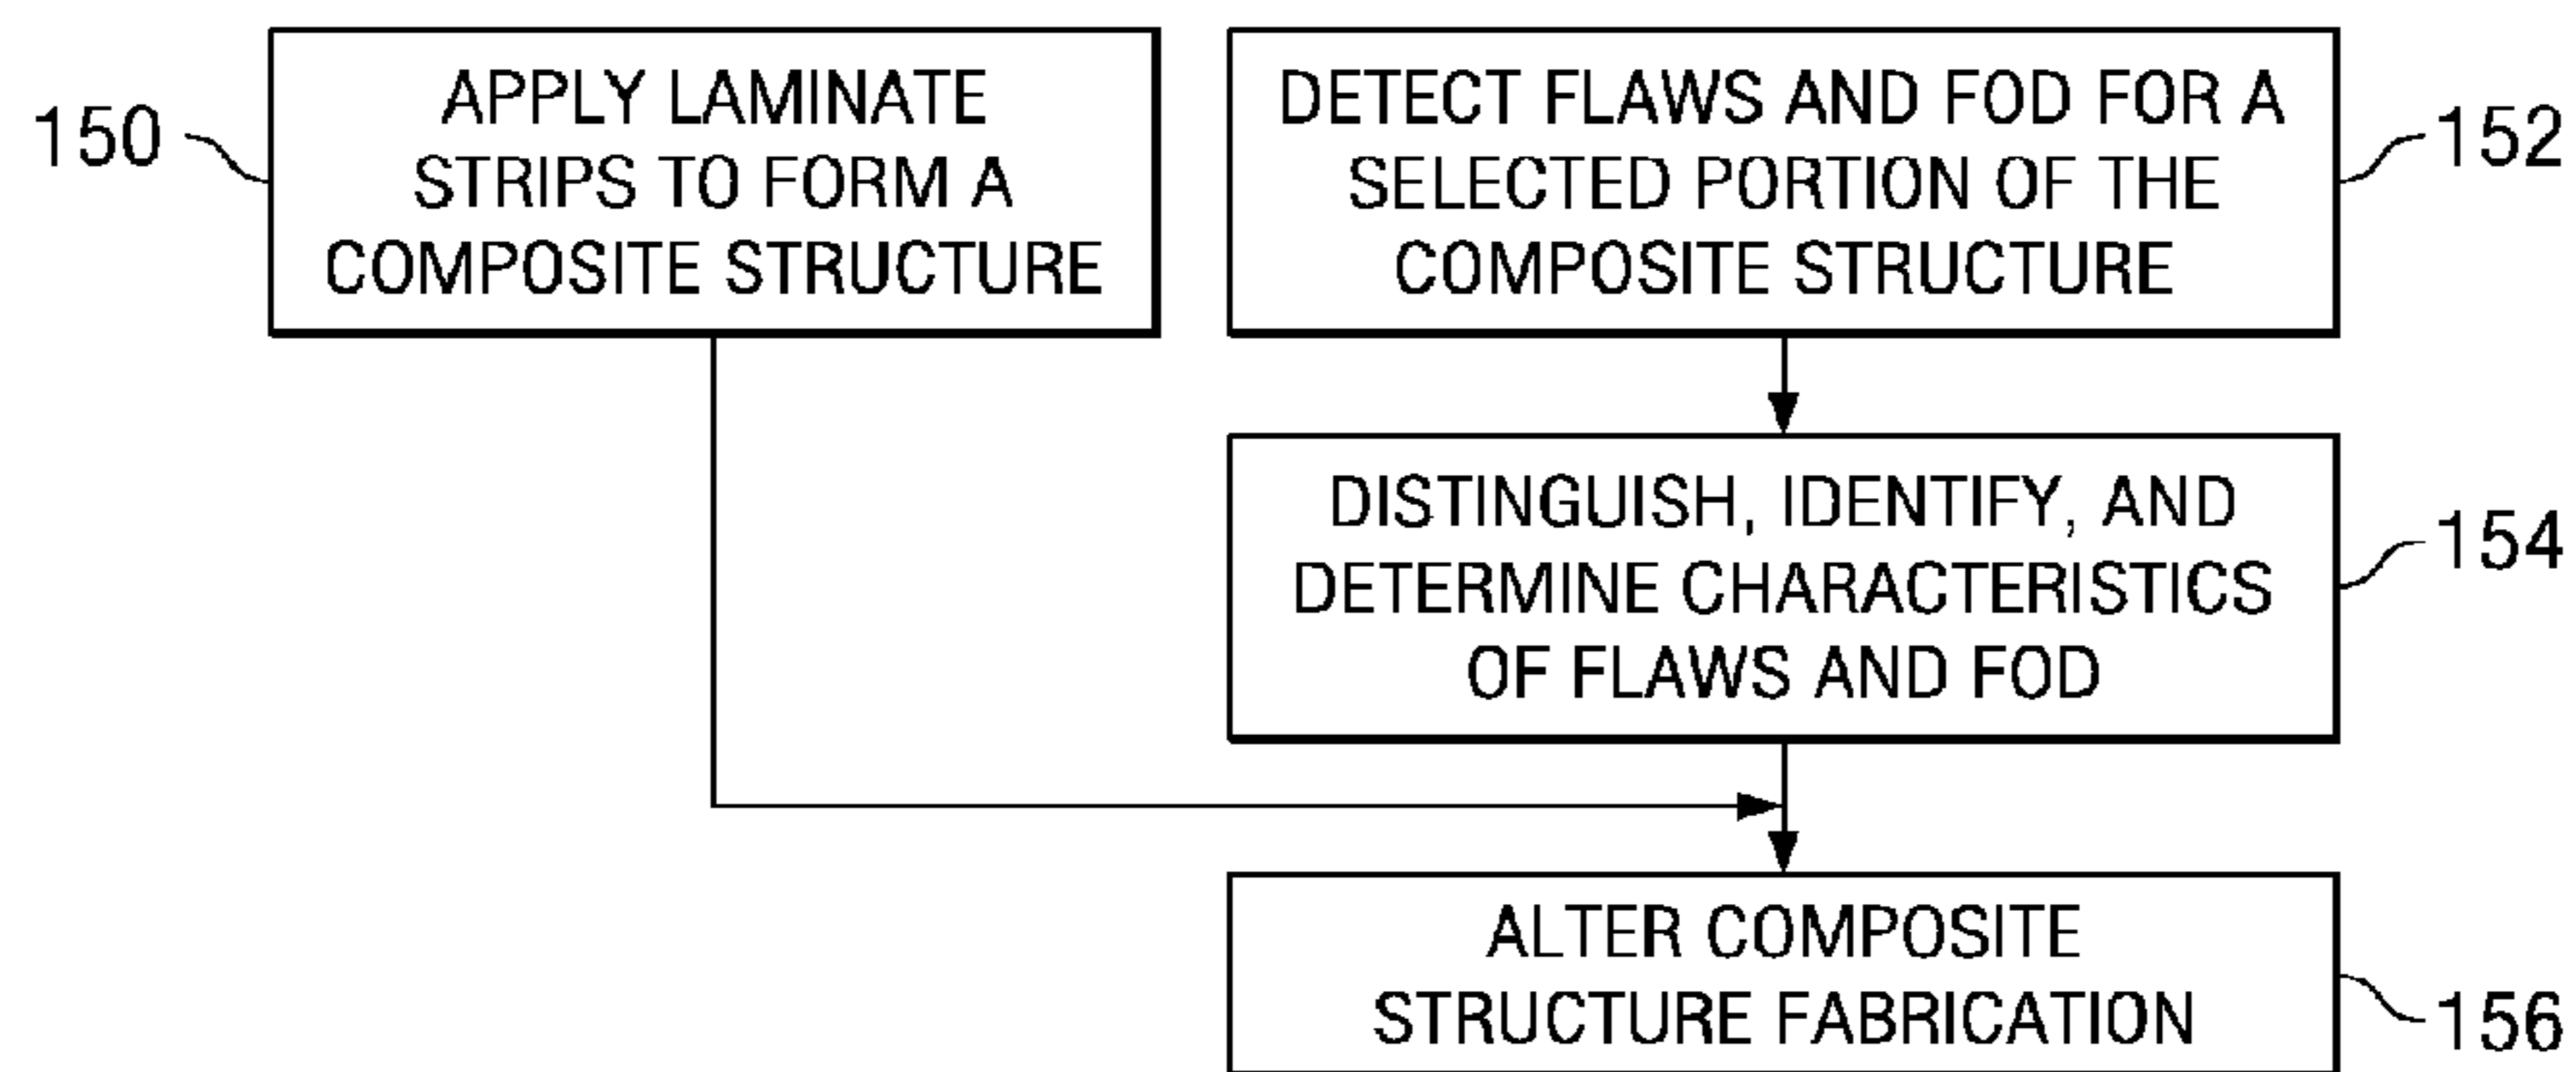 150
APPLY LAMINATE
STRIPS TO FORM A
COMPOSITE STRUCTURE
DETECT FLAWS AND FOD FOR A
SELECTED PORTION OF THE
COMPOSITE STRUCTURE
152
DISTINGUISH, IDENTIFY, AND
DETERMINE CHARACTERISTICS
OF FLAWS AND FOD
154
ALTER COMPOSITE
STRUCTURE FABRICATION
156